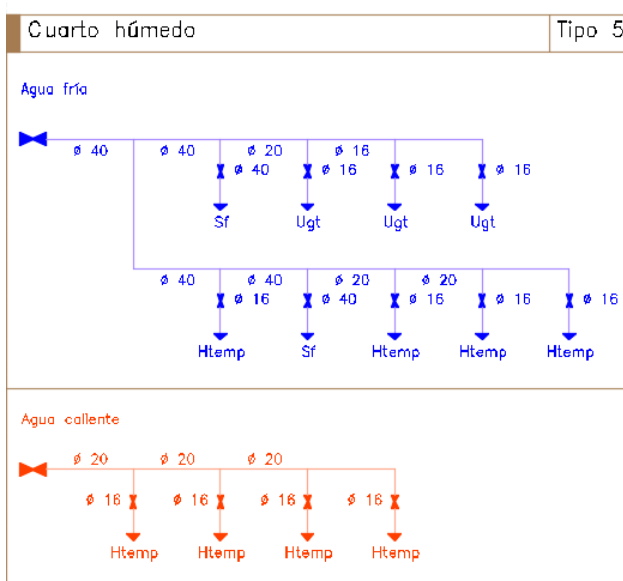 Cuarto húmedo Tipo 5
Agua fría
ø 40 ø 40 ø 20 ø 16
ø 40 ø 16 ø 16 ø 16
Sf Ugt Ugt Ugt
ø 40 ø 40 ø 20 ø 20
ø 16 ø 40 ø 16 ø 16 ø 16
Htemp Sf Htemp Htemp Htemp
Agua caliente
ø 20 ø 20 ø 20
ø 16 ø 16 ø 16 ø 16
Htemp Htemp Htemp Htemp